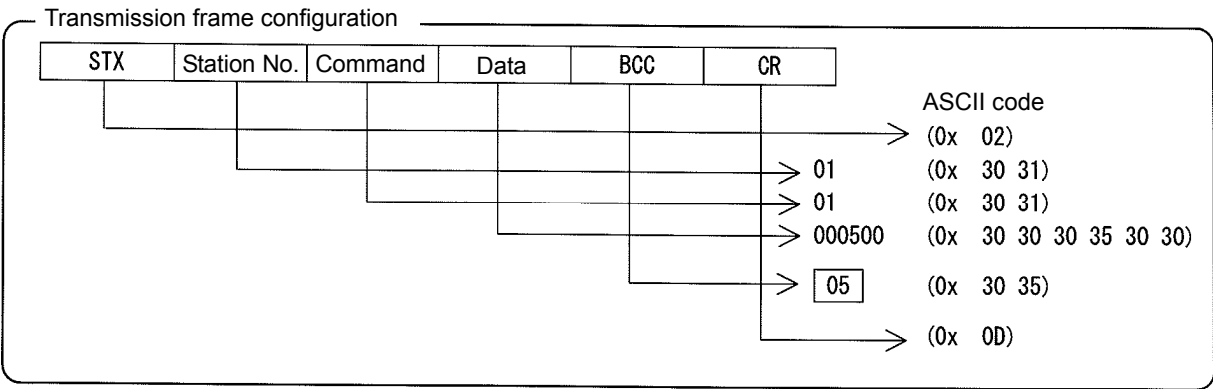 Transmission frame configuration
STX Station No. Command Data BCC CR
ASCII code
(0x 02)
01 (0x 30 31)
01 (0x 30 31)
000500 (0x 30 30 30 35 30 30)
05 (0x 30 35)
(0x 0D)